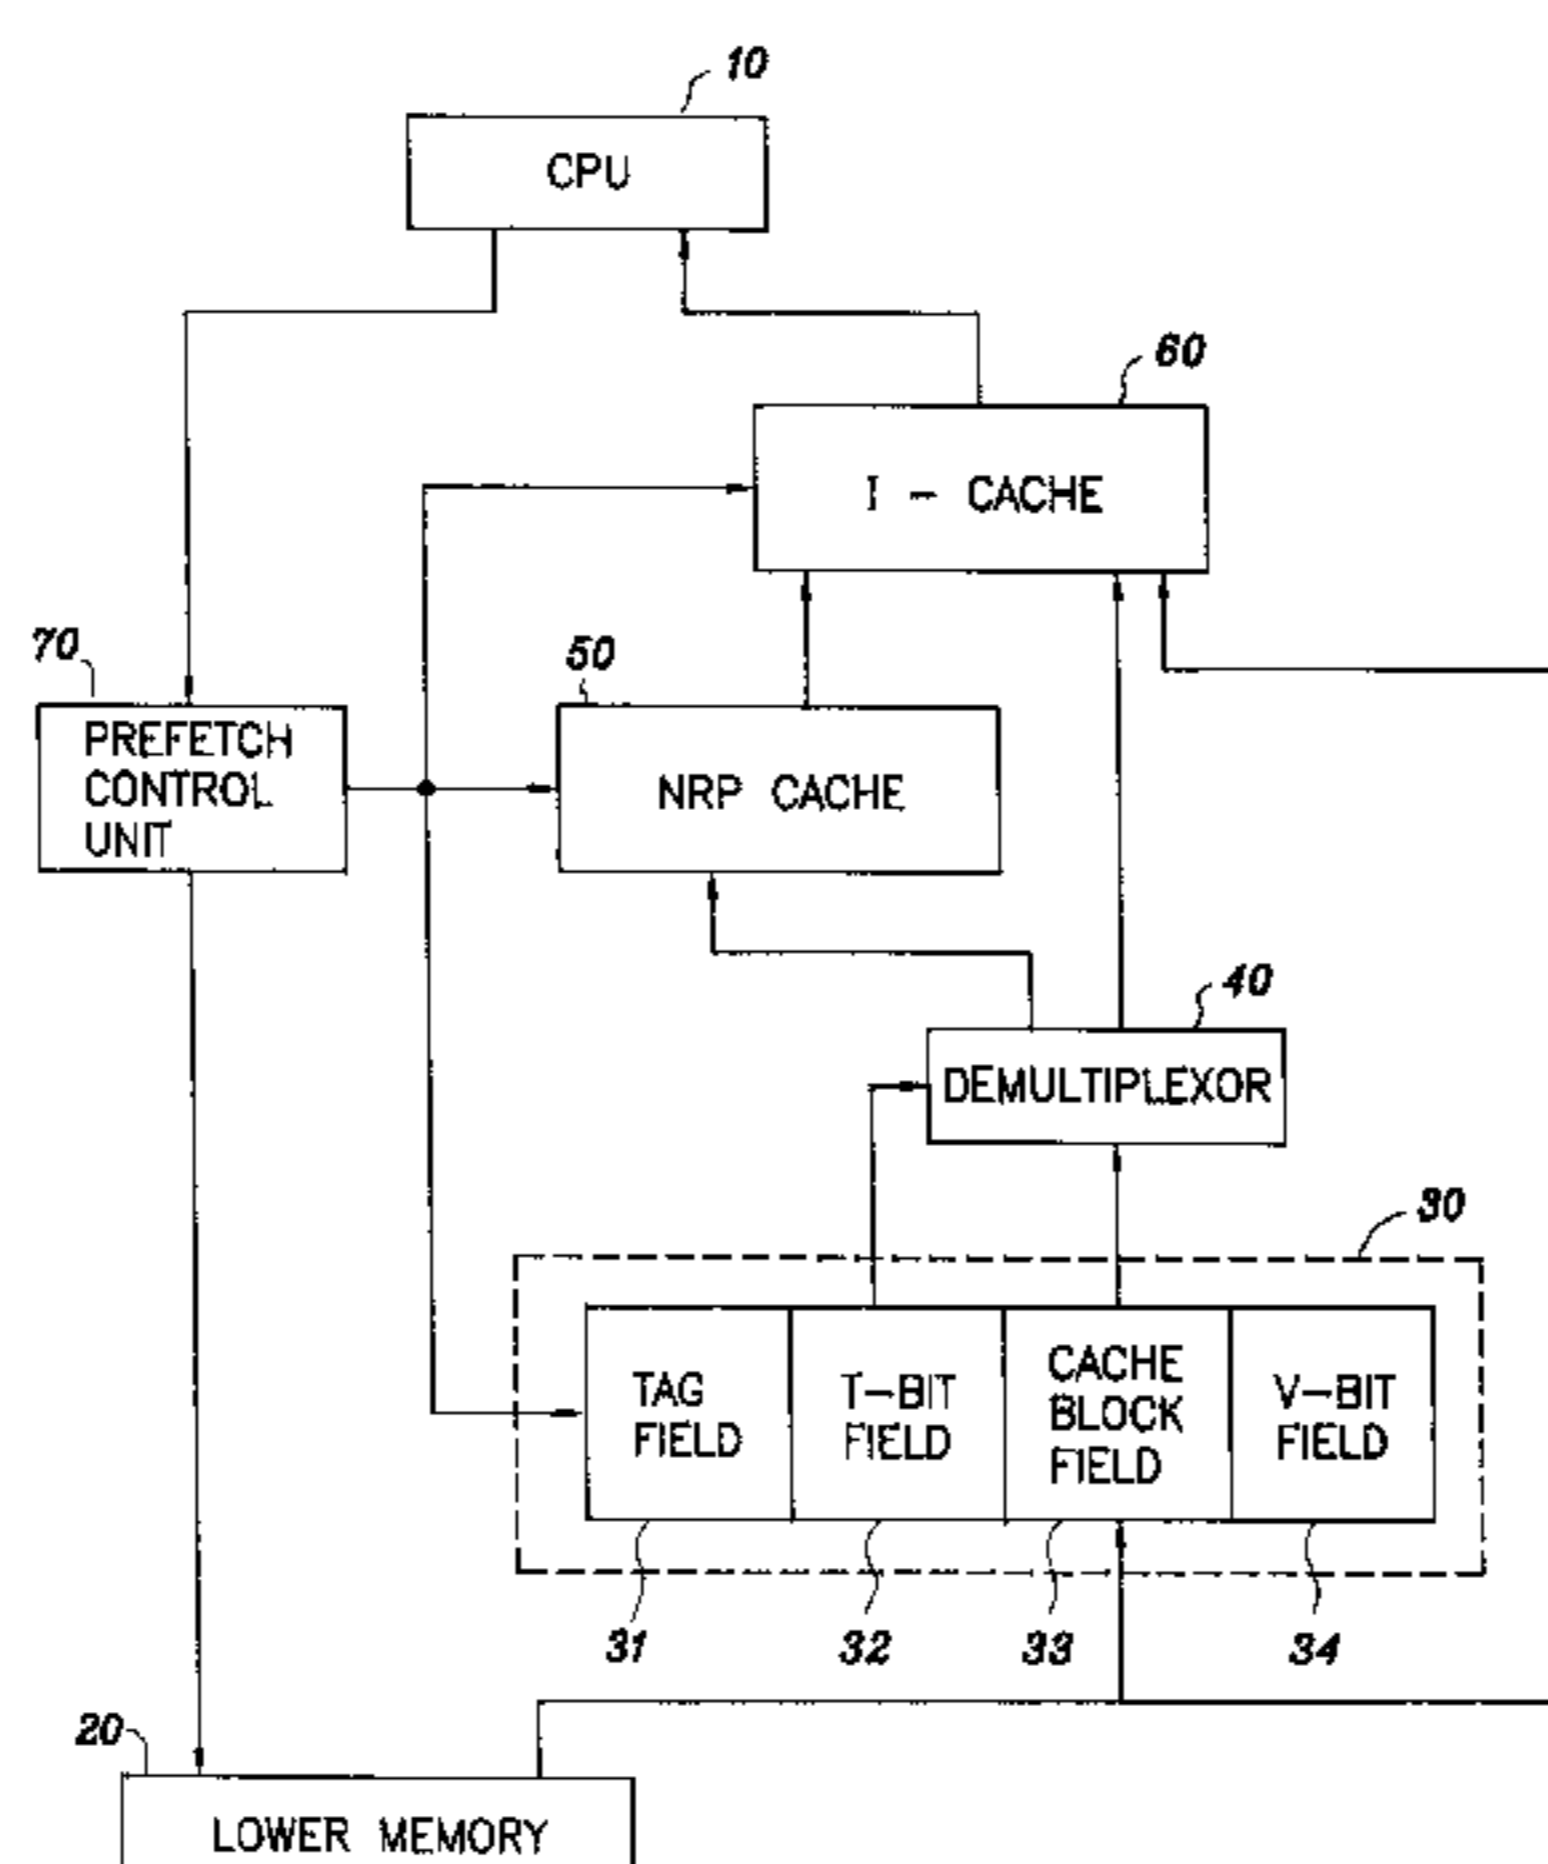 10
CPU
60
I - CACHE
70
50
PREFETCH
CONTROL
UNIT
NRP CACHE
40
DEMULTIPLEXOR
30
TAG
FIELD
T-BIT
FIELD
CACHE
BLOCK
FIELD
V-BIT
FIELD
31
32
33
34
20
LOWER MEMORY